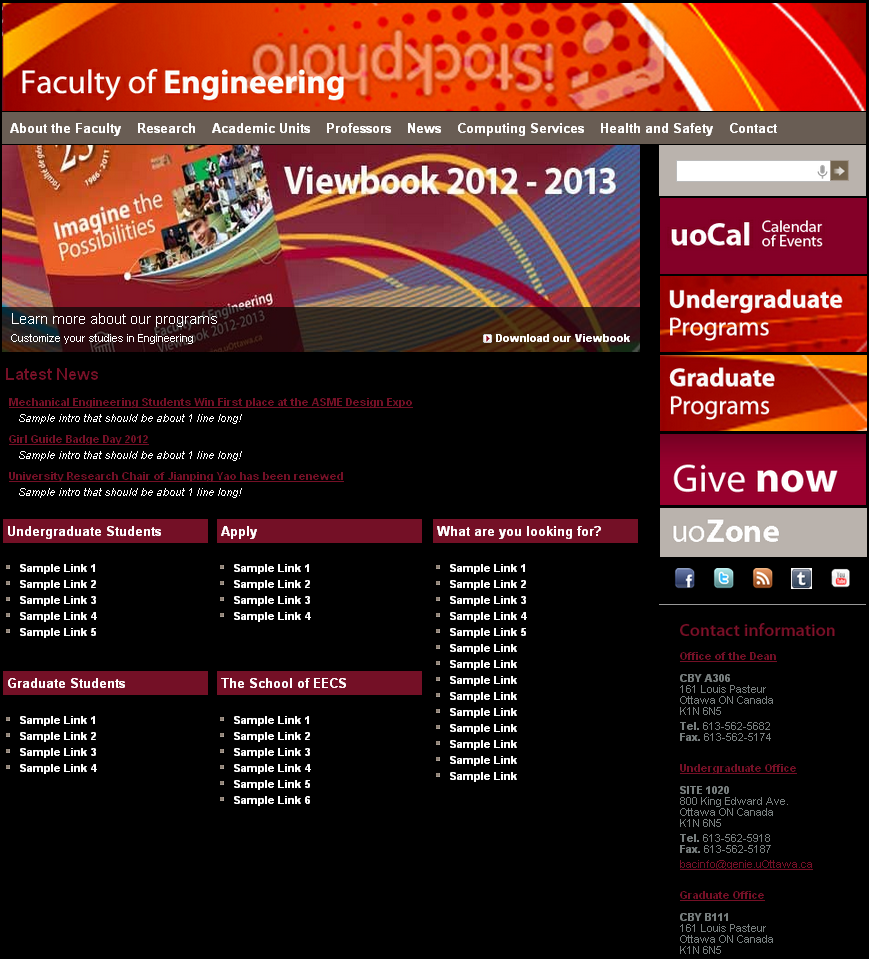 iStockphoto
Faculty of Engineering
About the Faculty Research Academic Units Professors News Computing Services Health and Safety Contact
25
1986-2011
Imagine the
Possibilities
Viewbook 2012 - 2013
Faculty of Engineering
Viewbook 2012-2013
Learn more about our programs
Customize your studies in Engineering
Download our Viewbook
Latest News
Mechanical Engineering Students Win First place at the ASME Design Expo
Sample intro that should be about 1 line long!
Girl Guide Badge Day 2012
Sample intro that should be about 1 line long!
University Research Chair of Jianping Yao has been renewed
Sample intro that should be about 1 line long!
Undergraduate Students
Sample Link 1
Sample Link 2
Sample Link 3
Sample Link 4
Sample Link 5
Apply
Sample Link 1
Sample Link 2
Sample Link 3
Sample Link 4
What are you looking for?
Sample Link 1
Sample Link 2
Sample Link 3
Sample Link 4
Sample Link 5
Sample Link
Sample Link
Sample Link
Sample Link
Sample Link
Sample Link
Sample Link
Sample Link
Sample Link
Graduate Students
Sample Link 1
Sample Link 2
Sample Link 3
Sample Link 4
The School of EECS
Sample Link 1
Sample Link 2
Sample Link 3
Sample Link 4
Sample Link 5
Sample Link 6
uoCal Calendar
of Events
Undergraduate
Programs
Graduate
Programs
Give now
uoZone
Contact information
Office of the Dean
CBY A306
161 Louis Pasteur
Ottawa ON Canada
K1N 6N5
Tel. 613-562-5682
Fax. 613-562-5174
Undergraduate Office
SITE 1020
800 King Edward Ave.
Ottawa ON Canada
K1N 6N5
Tel. 613-562-5918
Fax. 613-562-5187
bacinfo@genie.uOttawa.ca
Graduate Office
CBY B111
161 Louis Pasteur
Ottawa ON Canada
K1N 6N5